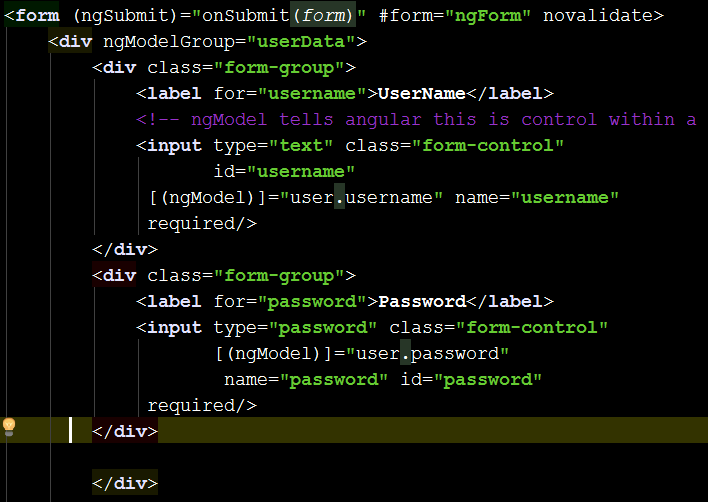 <form (ngSubmit)="onSubmit(form)" #form="ngForm" novalidate>
<div ngModelGroup="userData">
<div class="form-group">
<label for="username">UserName</label>
<!-- ngModel tells angular this is control within a
<input type="text" class="form-control"
id="username"
[(ngModel)]="user.username" name="username"
required/>
</div>
<div class="form-group">
<label for="password">Password</label>
<input type="password" class="form-control"
[(ngModel)]="user.password"
name="password" id="password"
required/>
</div>
</div>